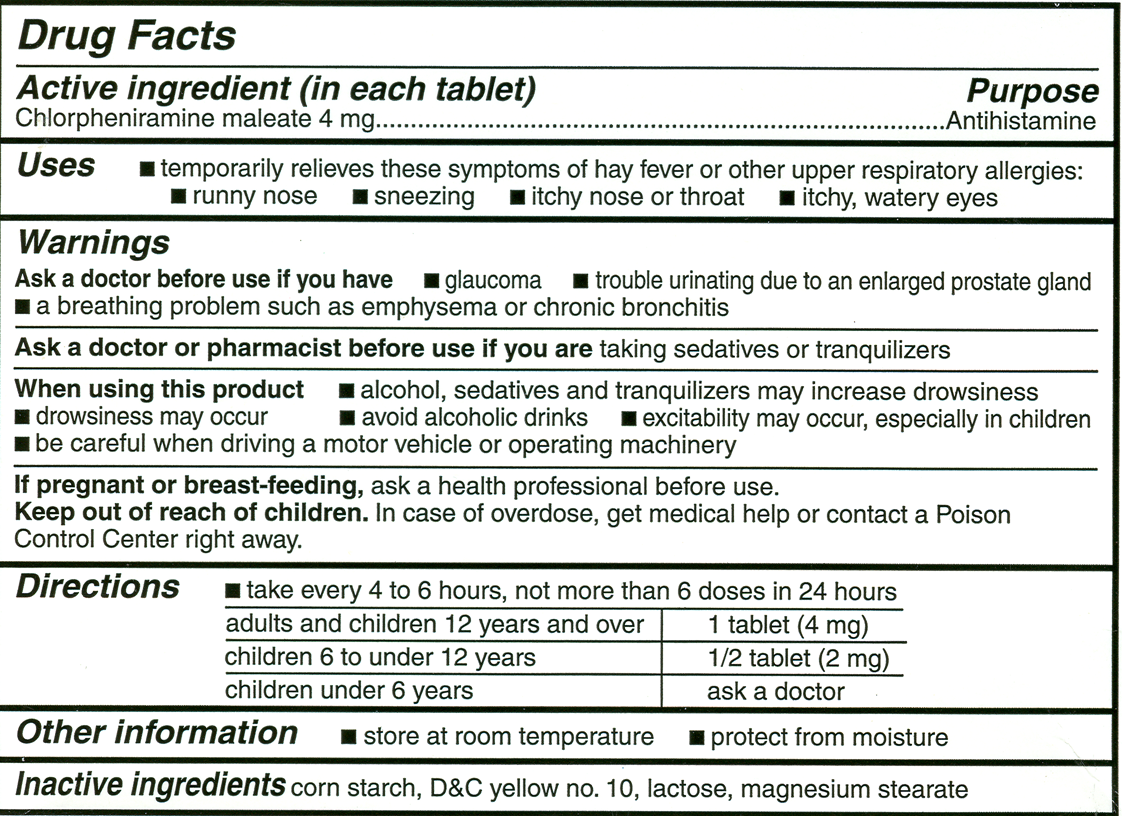 Drug Facts
Active ingredient (in each tablet) Purpose
Chlorpheniramine maleate 4 mg......................................................................Antihistamine
Uses ■ temporarily relieves these symptoms of hay fever or other upper respiratory allergies:
■ runny nose ■ sneezing ■ itchy nose or throat ■ itchy, watery eyes
Warnings
Ask a doctor before use if you have ■ glaucoma ■ trouble urinating due to an enlarged prostate gland
■ a breathing problem such as emphysema or chronic bronchitis
Ask a doctor or pharmacist before use if you are taking sedatives or tranquilizers
When using this product ■ alcohol, sedatives and tranquilizers may increase drowsiness
■ drowsiness may occur ■ avoid alcoholic drinks ■ excitability may occur, especially in children
■ be careful when driving a motor vehicle or operating machinery
If pregnant or breast-feeding, ask a health professional before use.
Keep out of reach of children. In case of overdose, get medical help or contact a Poison
Control Center right away.
Directions ■ take every 4 to 6 hours, not more than 6 doses in 24 hours
adults and children 12 years and over 1 tablet (4 mg)
children 6 to under 12 years 1/2 tablet (2 mg)
children under 6 years ask a doctor
Other information ■ store at room temperature ■ protect from moisture
Inactive ingredients corn starch, D&C yellow no. 10, lactose, magnesium stearate